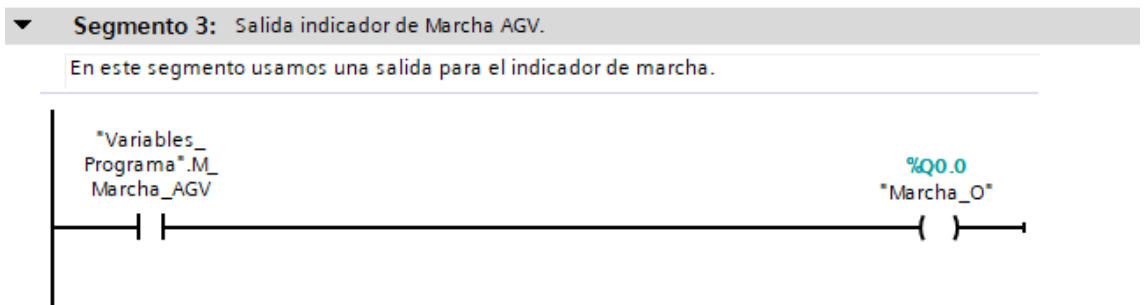 Segmento 3: Salida indicador de Marcha AGV.
En este segmento usamos una salida para el indicador de marcha.
"Variables_
Programa".M_
Marcha_AGV
%Q0.0
"Marcha_O"